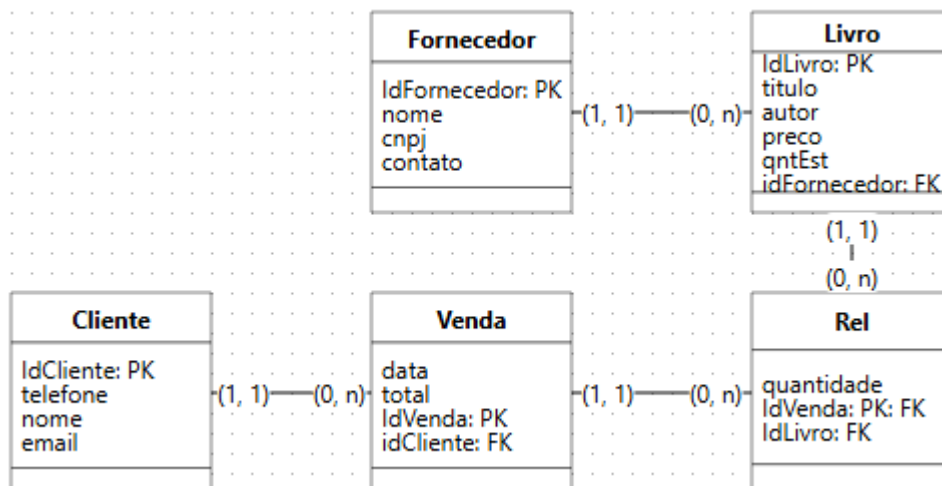 Fornecedor
IdFornecedor: PK
nome
cnpj
contato
(1, 1)
(0, n)
Livro
IdLivro: PK
titulo
autor
preco
qntEst
idFornecedor: FK
(1, 1)
(0, n)
Cliente
IdCliente: PK
telefone
nome
email
(1, 1)
(0, n)
Venda
data
total
IdVenda: PK
idCliente: FK
(1, 1)
(0, n)
Rel
quantidade
IdVenda: PK: FK
IdLivro: FK